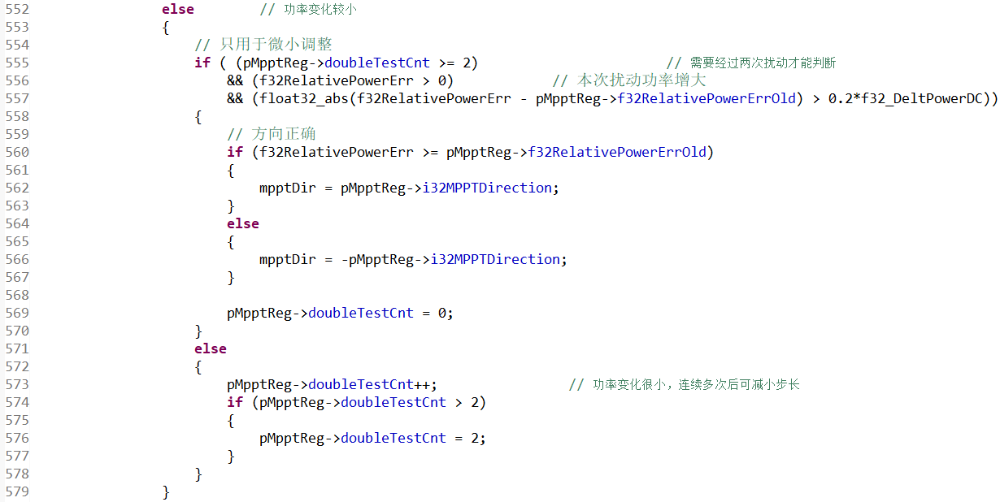 552 else // 功率变化较小
553 {
554 // 只用于微小调整
555 if ( (pMpptReg->doubleTestCnt >= 2) // 需要经过两次扰动才能判断
556 && (f32RelativePowerErr > 0) // 本次扰动功率增大
557 && (float32_abs(f32RelativePowerErr - pMpptReg->f32RelativePowerErrOld) > 0.2*f32_DeltPowerDC))
558 {
559 // 方向正确
560 if (f32RelativePowerErr >= pMpptReg->f32RelativePowerErrOld)
561 {
562 mpptDir = pMpptReg->i32MPPTDirection;
563 }
564 else
565 {
566 mpptDir = -pMpptReg->i32MPPTDirection;
567 }
568
569 pMpptReg->doubleTestCnt = 0;
570 }
571 else
572 {
573 pMpptReg->doubleTestCnt++; // 功率变化很小，连续多次后可减小步长
574 if (pMpptReg->doubleTestCnt > 2)
575 {
576 pMpptReg->doubleTestCnt = 2;
577 }
578 }
579 }